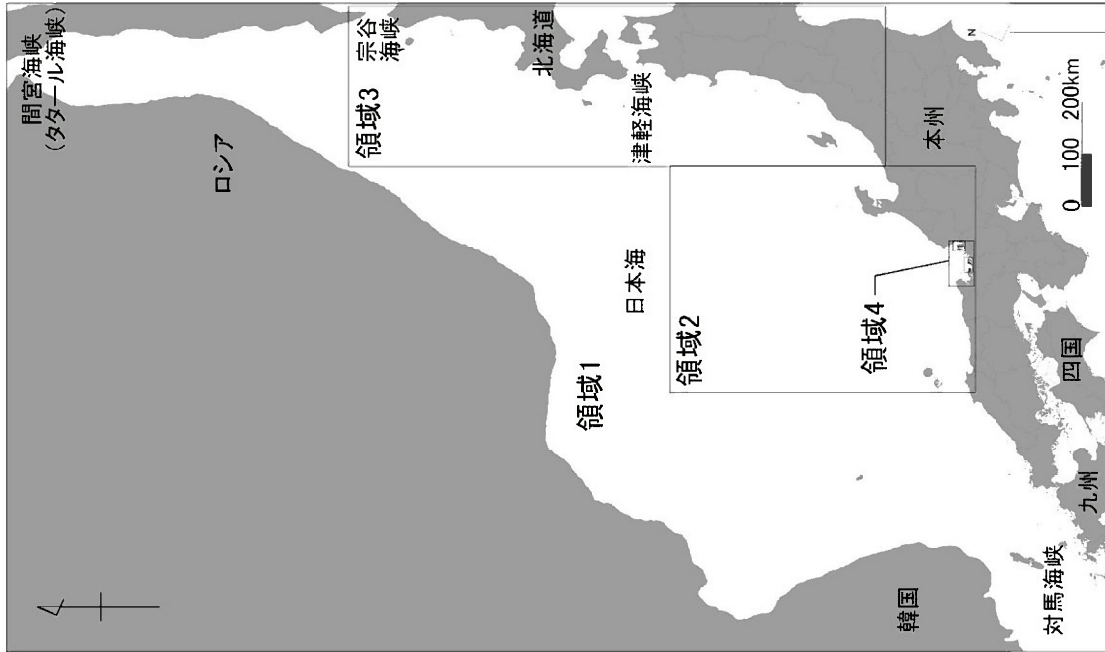 間宮海峡
(タタール海峡)
ロシア
宗谷
海峡
領域3
北海道
津軽海峡
日本海
領域1
領域2
領域4
本州
N
0 100 200km
四国
九州
韓国
対馬海峡